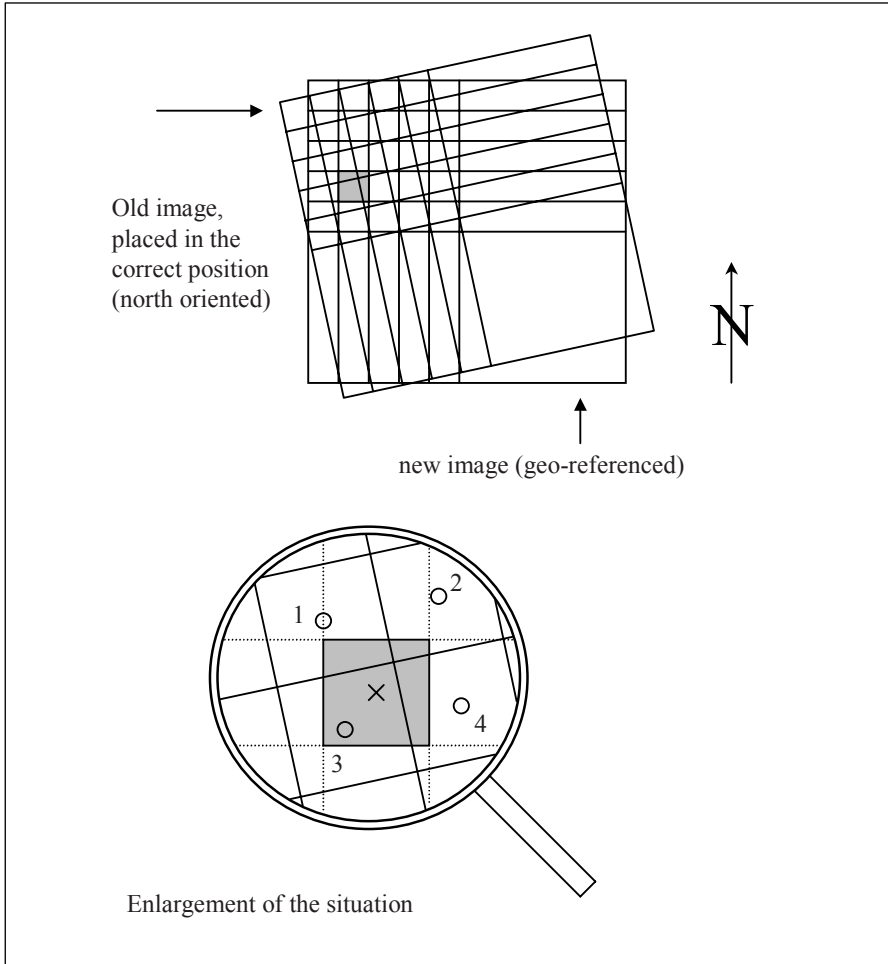 Old image,
placed in the
correct position
(north oriented)
N
new image (geo-referenced)
1
2
3
4
Enlargement of the situation